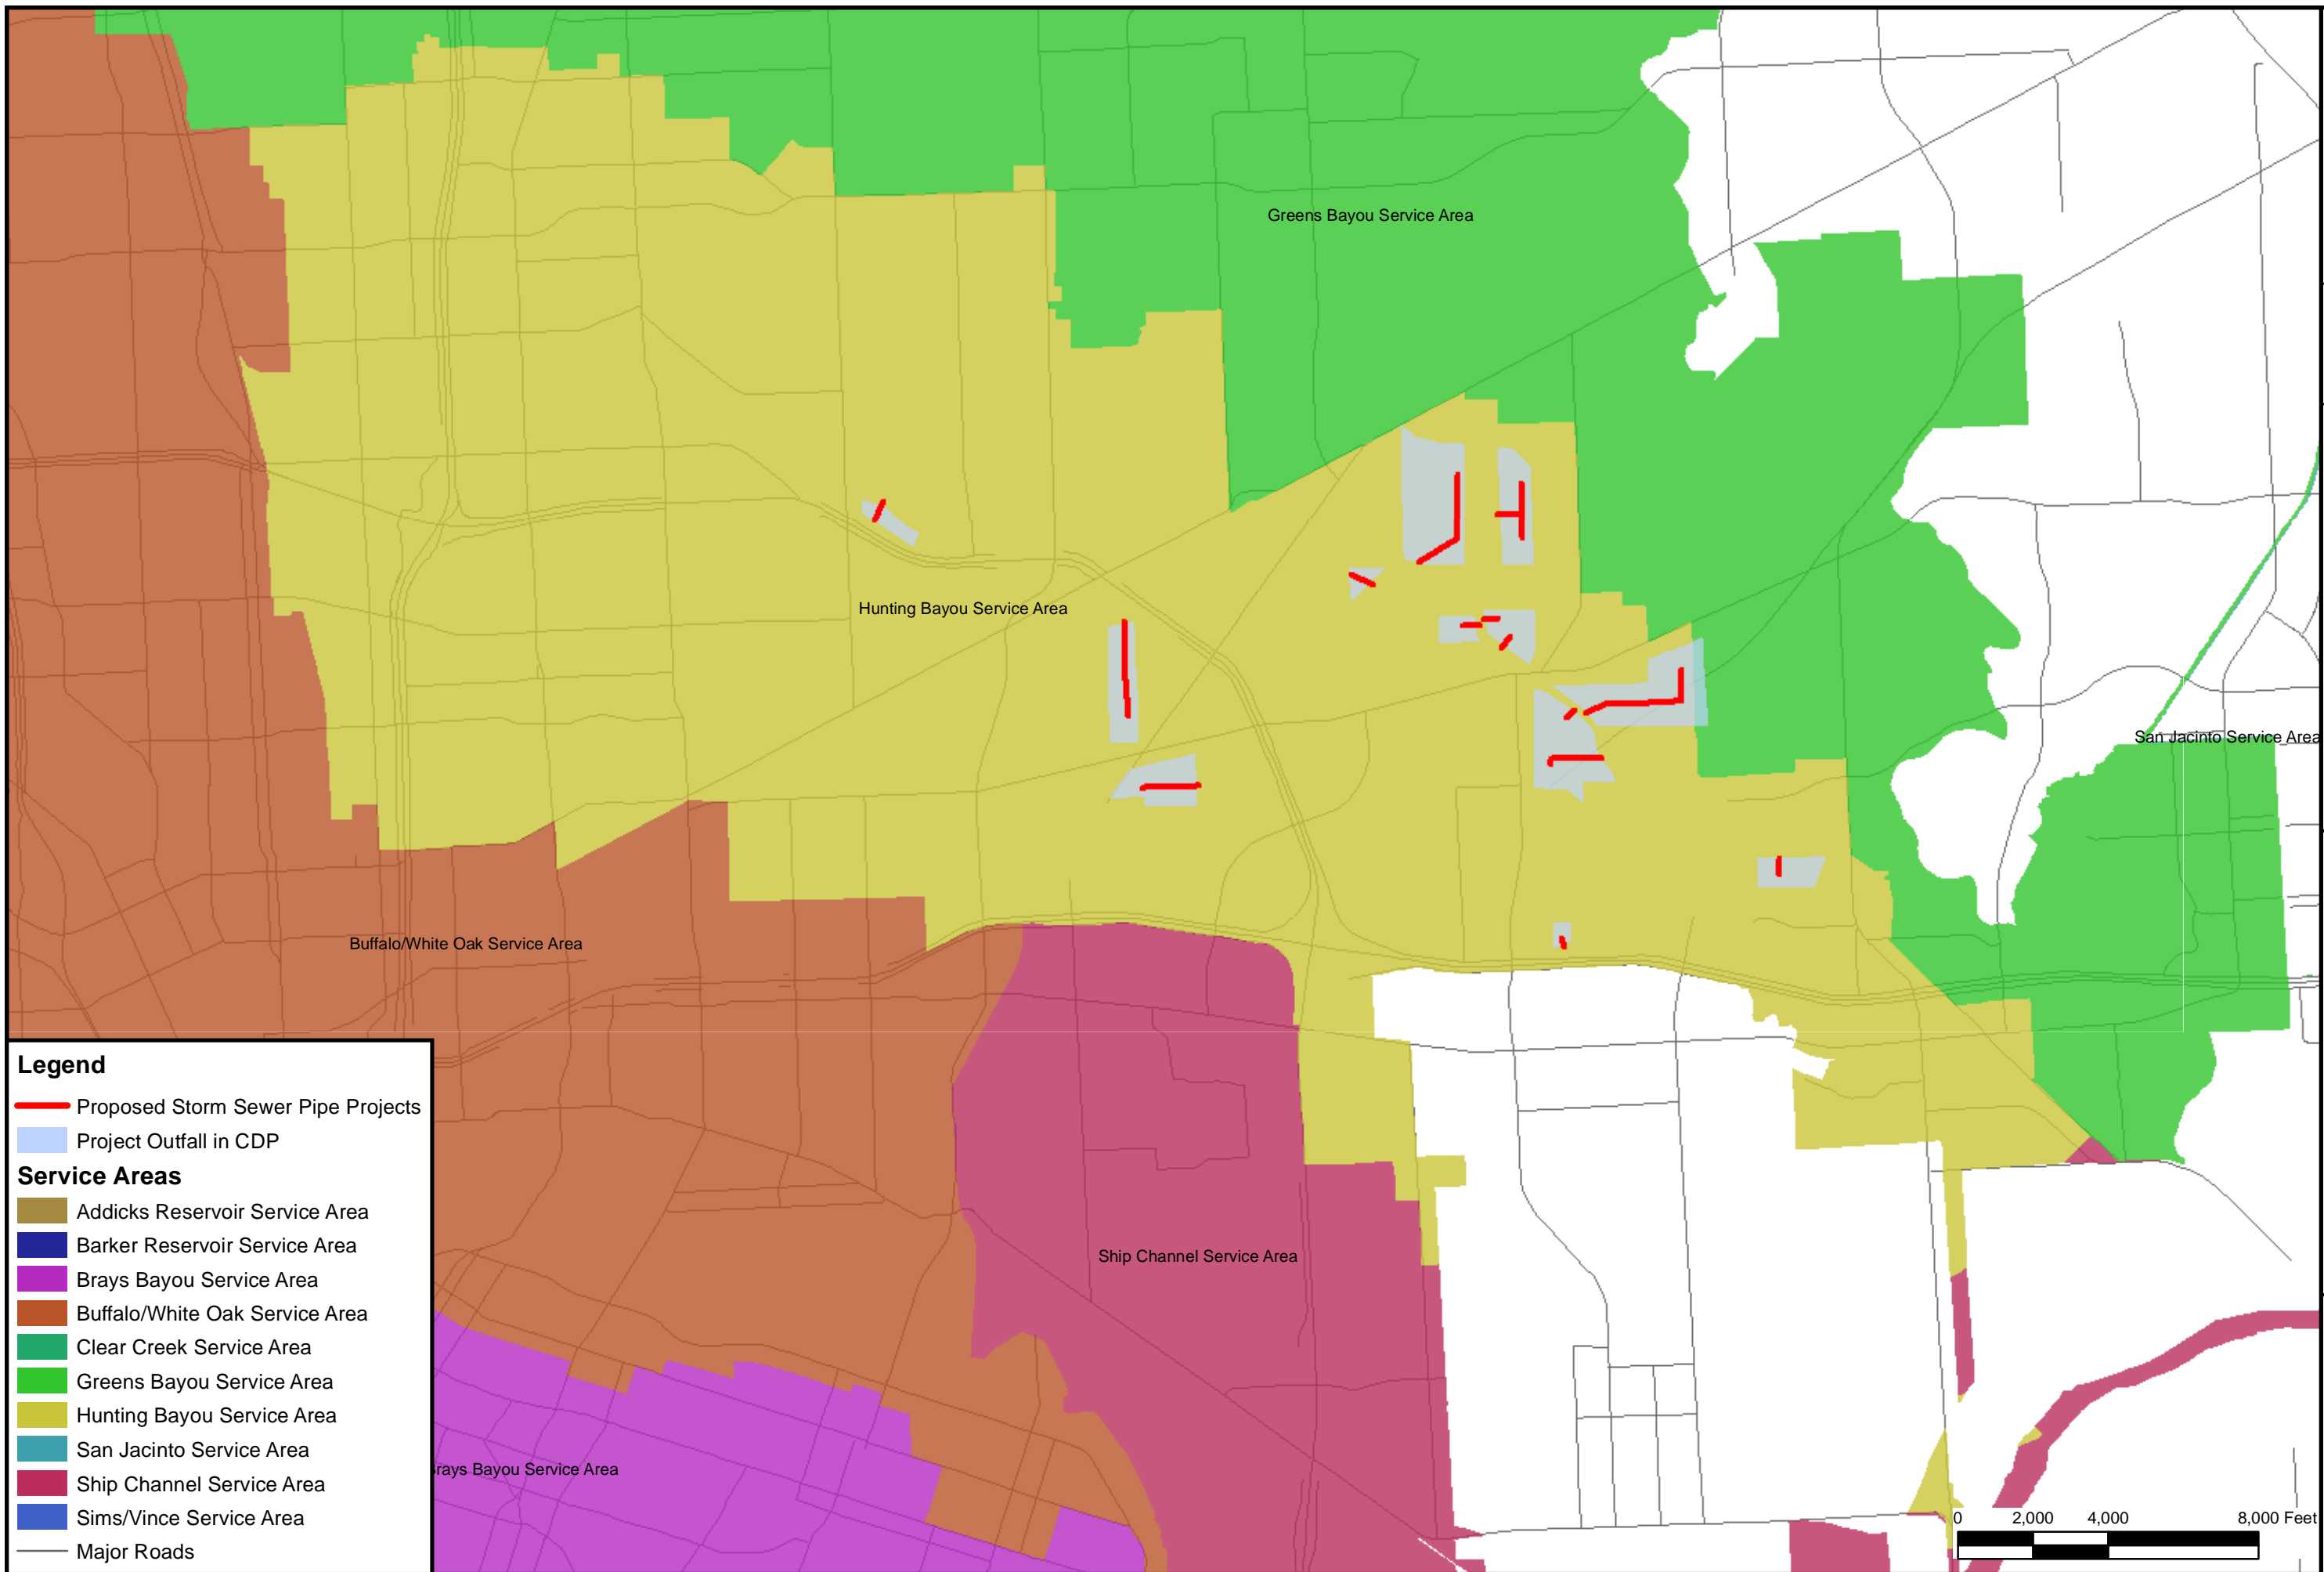 Greens Bayou Service Area
Hunting Bayou Service Area
San Jacinto Service Area
Buffalo/White Oak Service Area
Ship Channel Service Area
rays Bayou Service Area
Legend
Proposed Storm Sewer Pipe Projects
Project Outfall in CDP
Service Areas
Addicks Reservoir Service Area
Barker Reservoir Service Area
Brays Bayou Service Area
Buffalo/White Oak Service Area
Clear Creek Service Area
Greens Bayou Service Area
Hunting Bayou Service Area
San Jacinto Service Area
Ship Channel Service Area
Sims/Vince Service Area
Major Roads
0 2,000 4,000 8,000 Feet